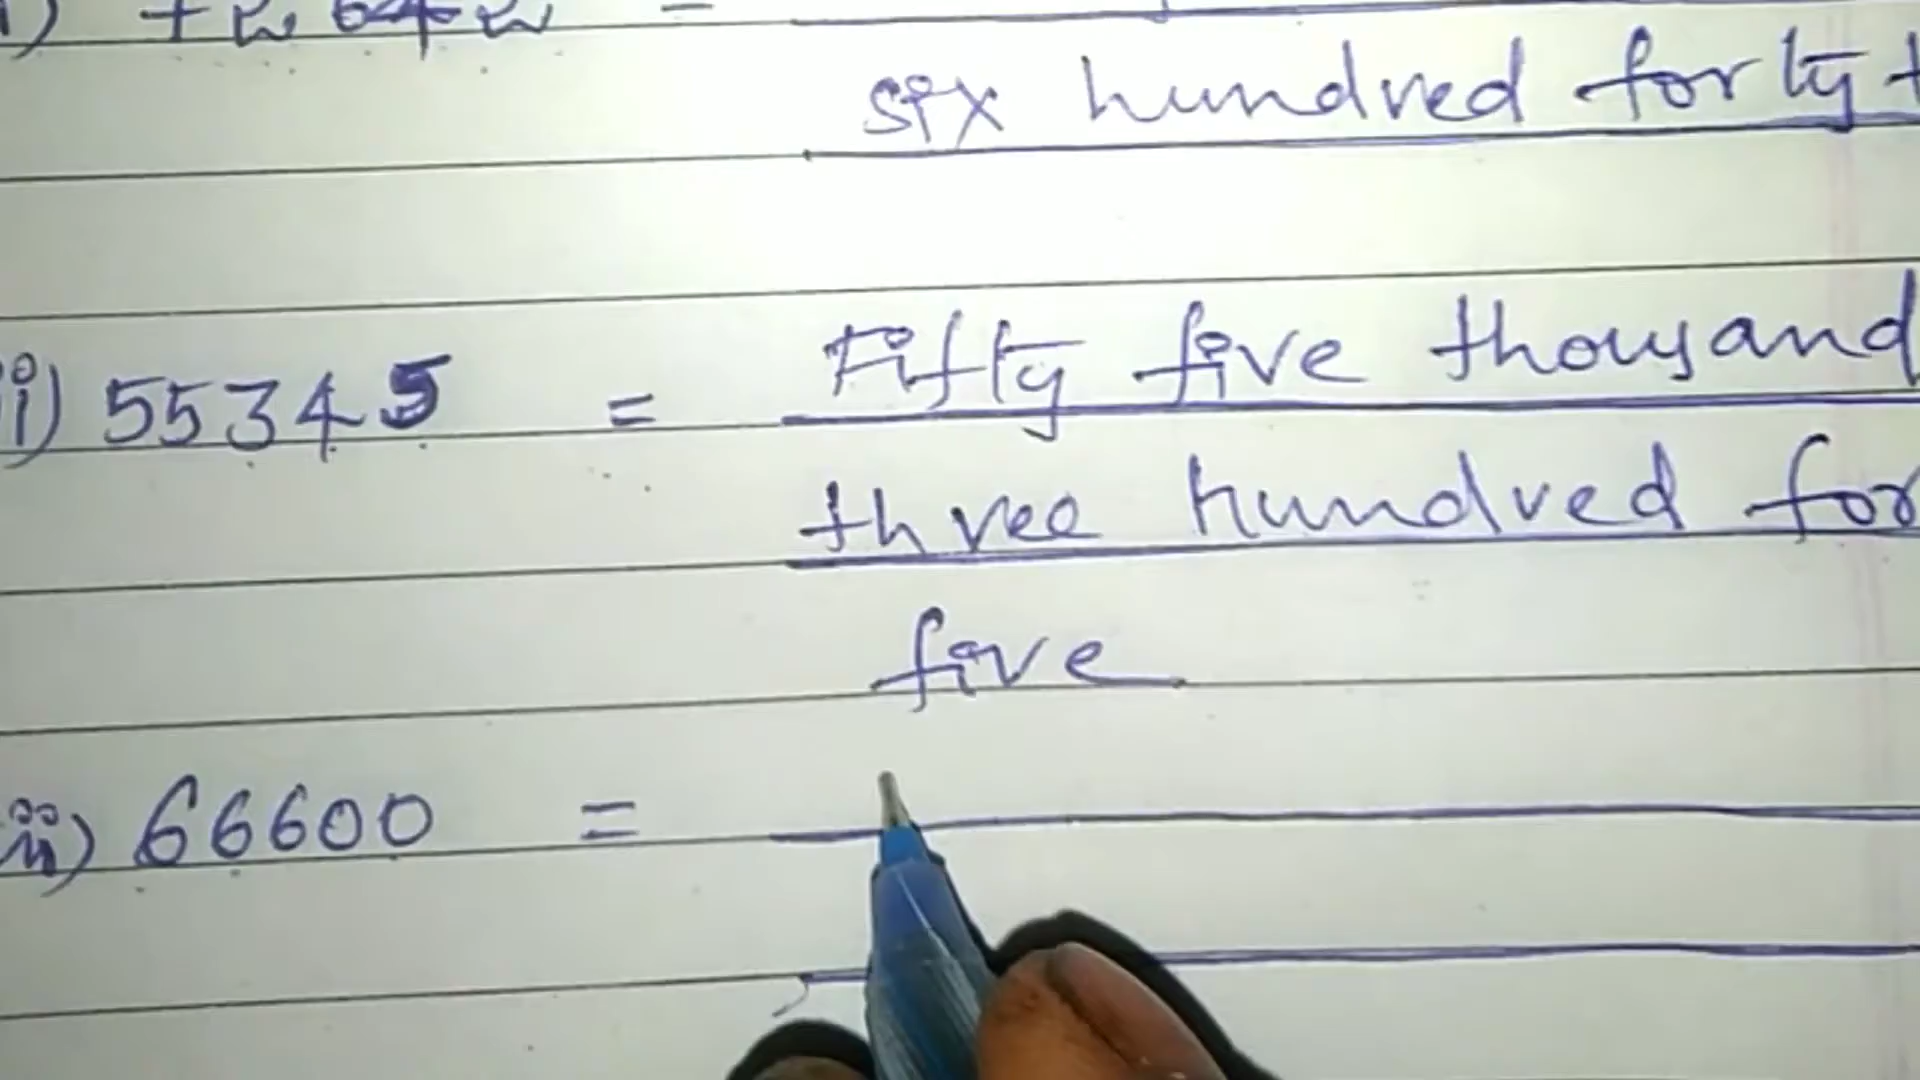 six hundred forty
ii) 55345 = Fifty five thousand
three hundred for
five
iii) 66600 =